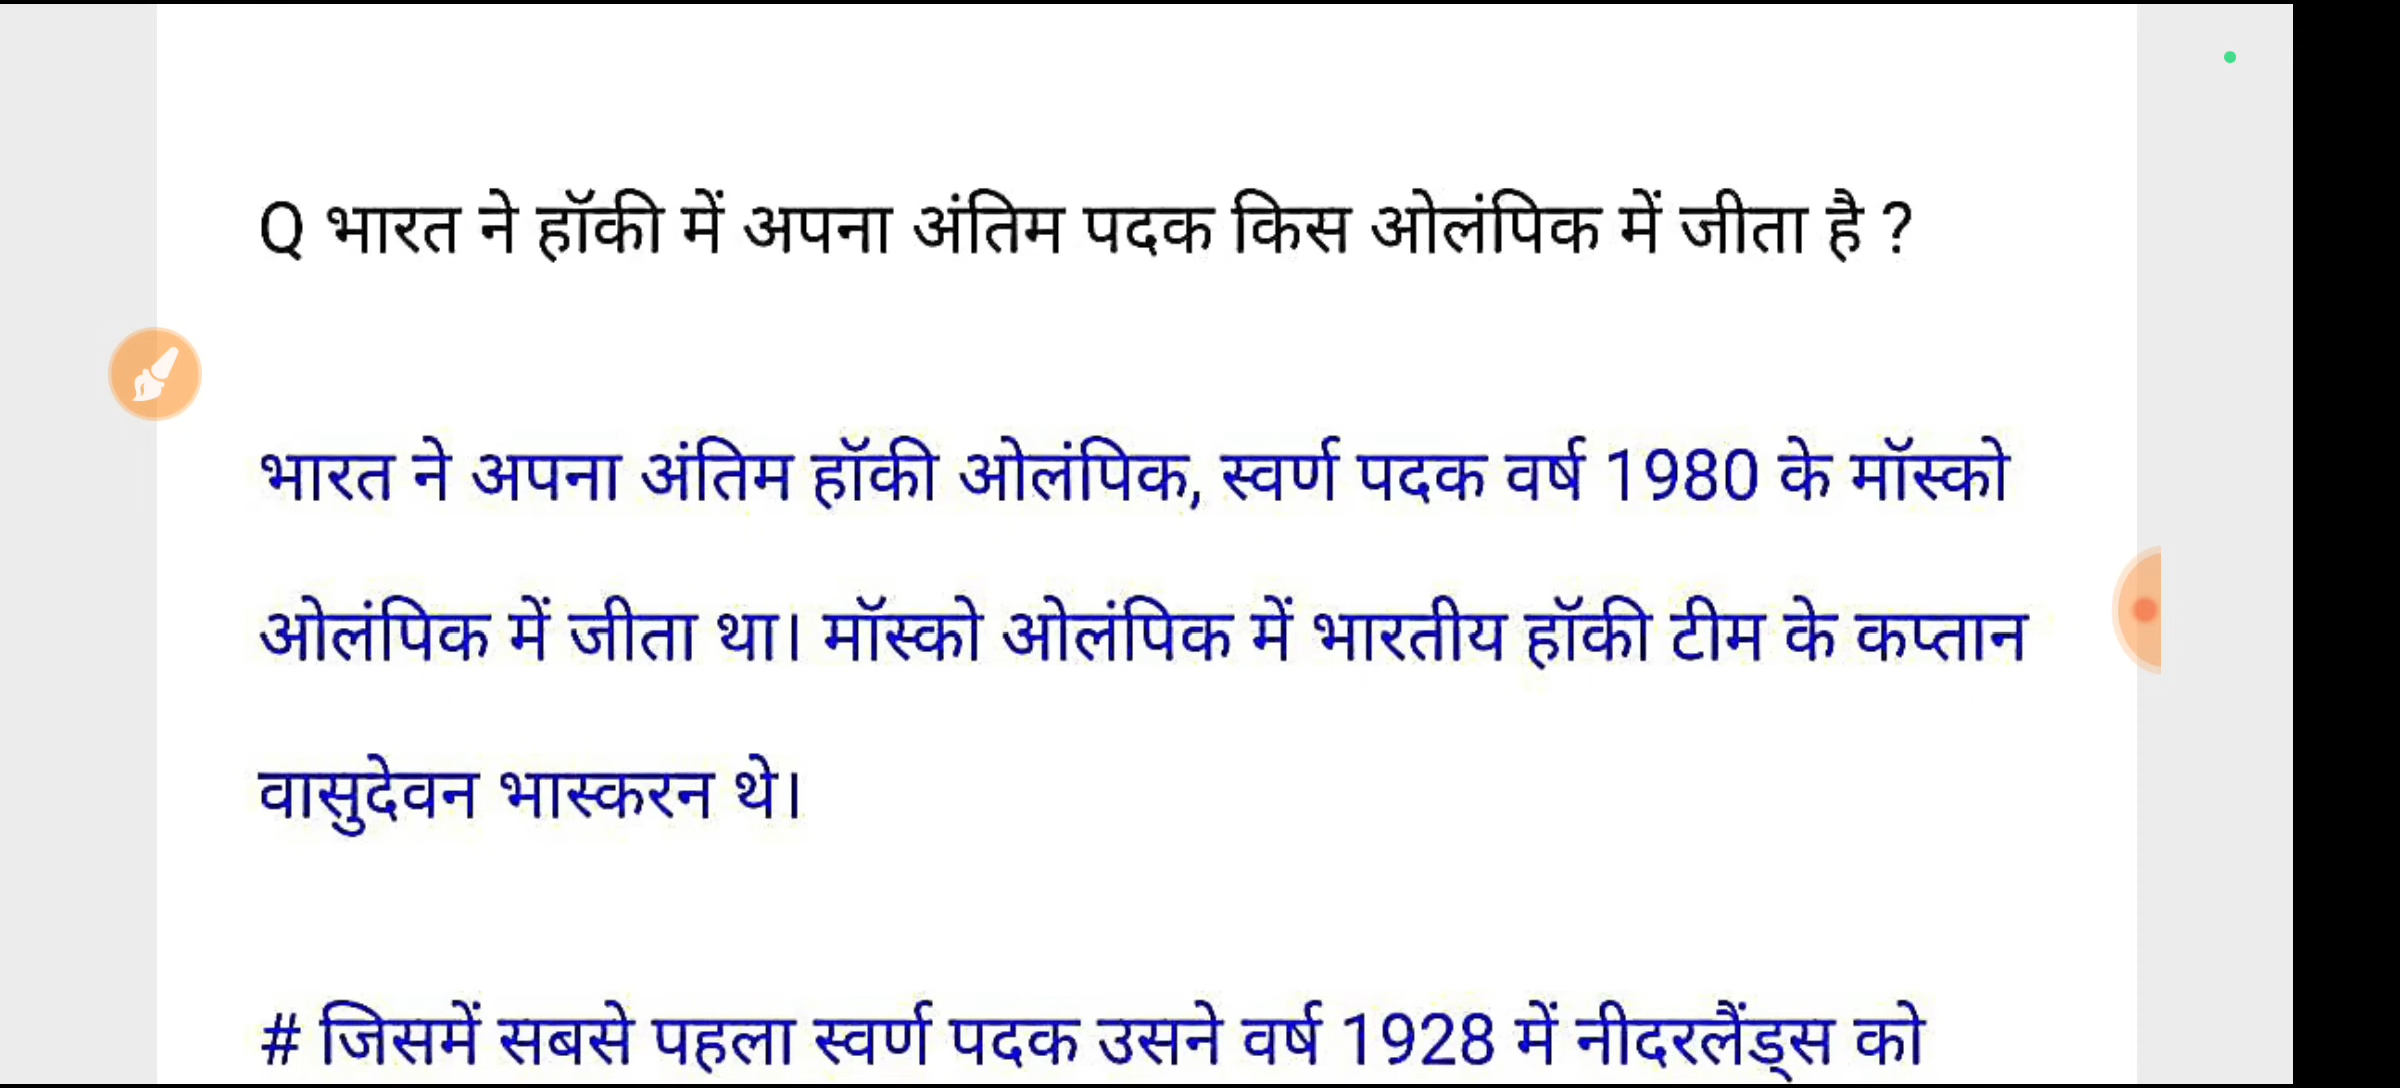 Q भारत ने हॉकी में अपना अंतिम पदक किस ओलंपिक में जीता है ?
भारत ने अपना अंतिम हॉकी ओलंपिक, स्वर्ण पदक वर्ष 1980 के मॉस्को
ओलंपिक में जीता था। मॉस्को ओलंपिक में भारतीय हॉकी टीम के कप्तान
वासुदेवन भास्करन थे।
# जिसमें सबसे पहला स्वर्ण पदक उसने वर्ष 1928 में नीदरलैंड्स को